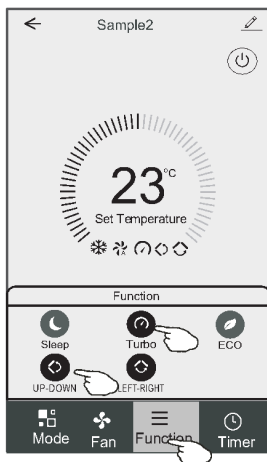 Sample2
23°C
Set Temperature
A
Function
Sleep Turbo ECO
UP-DOWN LEFT-RIGHT
Mode Fan Function Timer